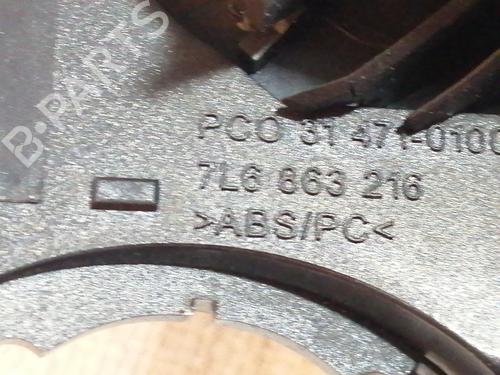 B-PARTS
PCO 31 471-0100
7L6 863 216
>ABS/PC<